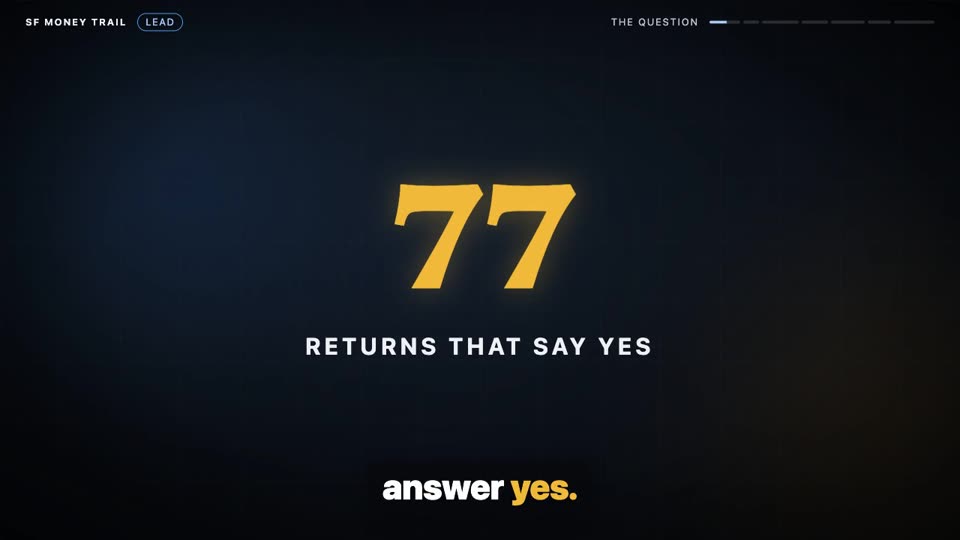 SF MONEY TRAIL LEAD THE QUESTION
77
RETURNS THAT SAY YES
answer yes.